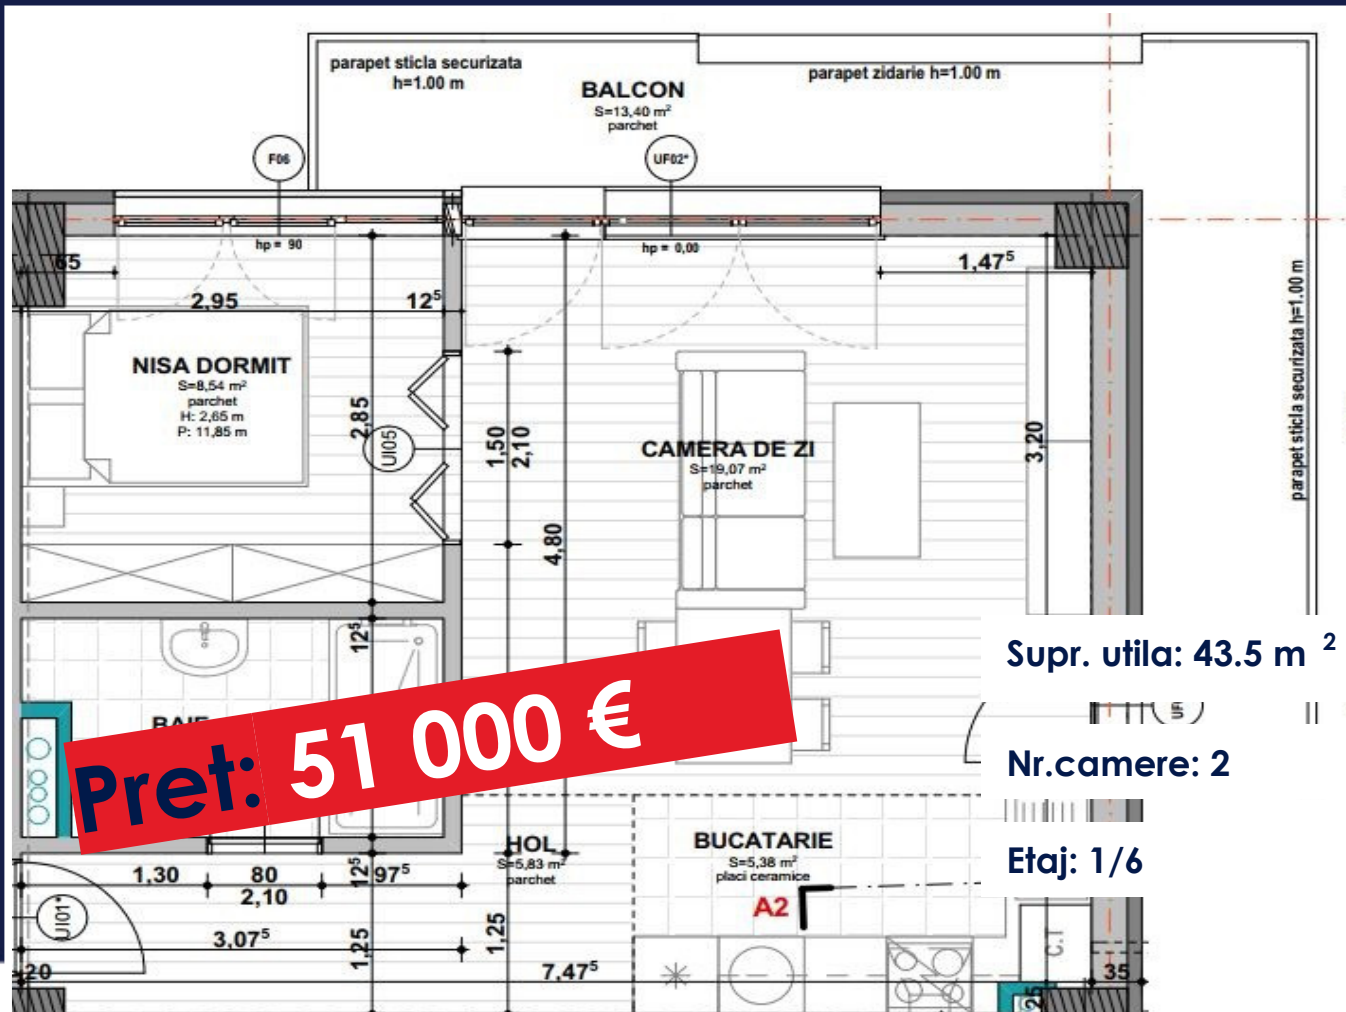 parapet sticla securizata
h=1.00 m
parapet zidarie h=1.00 m
BALCON
S=13,40 m²
parchet
F06
UF02*
hp = 90
hp = 0,00
65
1,47⁵
2,95
12⁵
parapet sticla securizata h=1.00 m
NISA DORMIT
S=8,54 m²
parchet
H: 2,65 m
P: 11,85 m
2,85
UI05
1,50
2,10
CAMERA DE ZI
S=19,07 m²
parchet
3,20
4,80
12⁵
Supr. utila: 43.5 m ²
BAIE
Pret: 51 000 €
Nr.camere: 2
HOL
S=5,83 m²
parchet
BUCATARIE
S=5,38 m²
placi ceramice
Etaj: 1/6
1,30
80
12⁵
97⁵
2,10
A2
UI01*
3,07⁵
1,25
1,25
C.T
20
7,47⁵
35
25